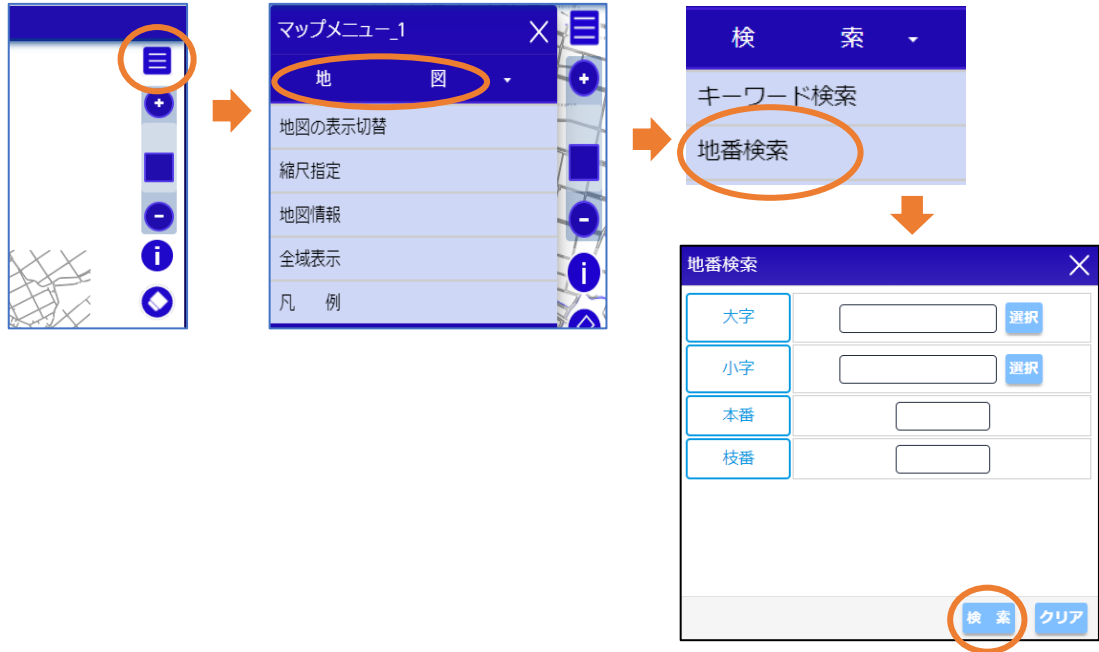 マップメニュー_1
地 図
地図の表示切替
縮尺指定
地図情報
全域表示
凡 例
検 索
キーワード検索
地番検索
地番検索
大字 選択
小字 選択
本番
枝番
検 索 クリア